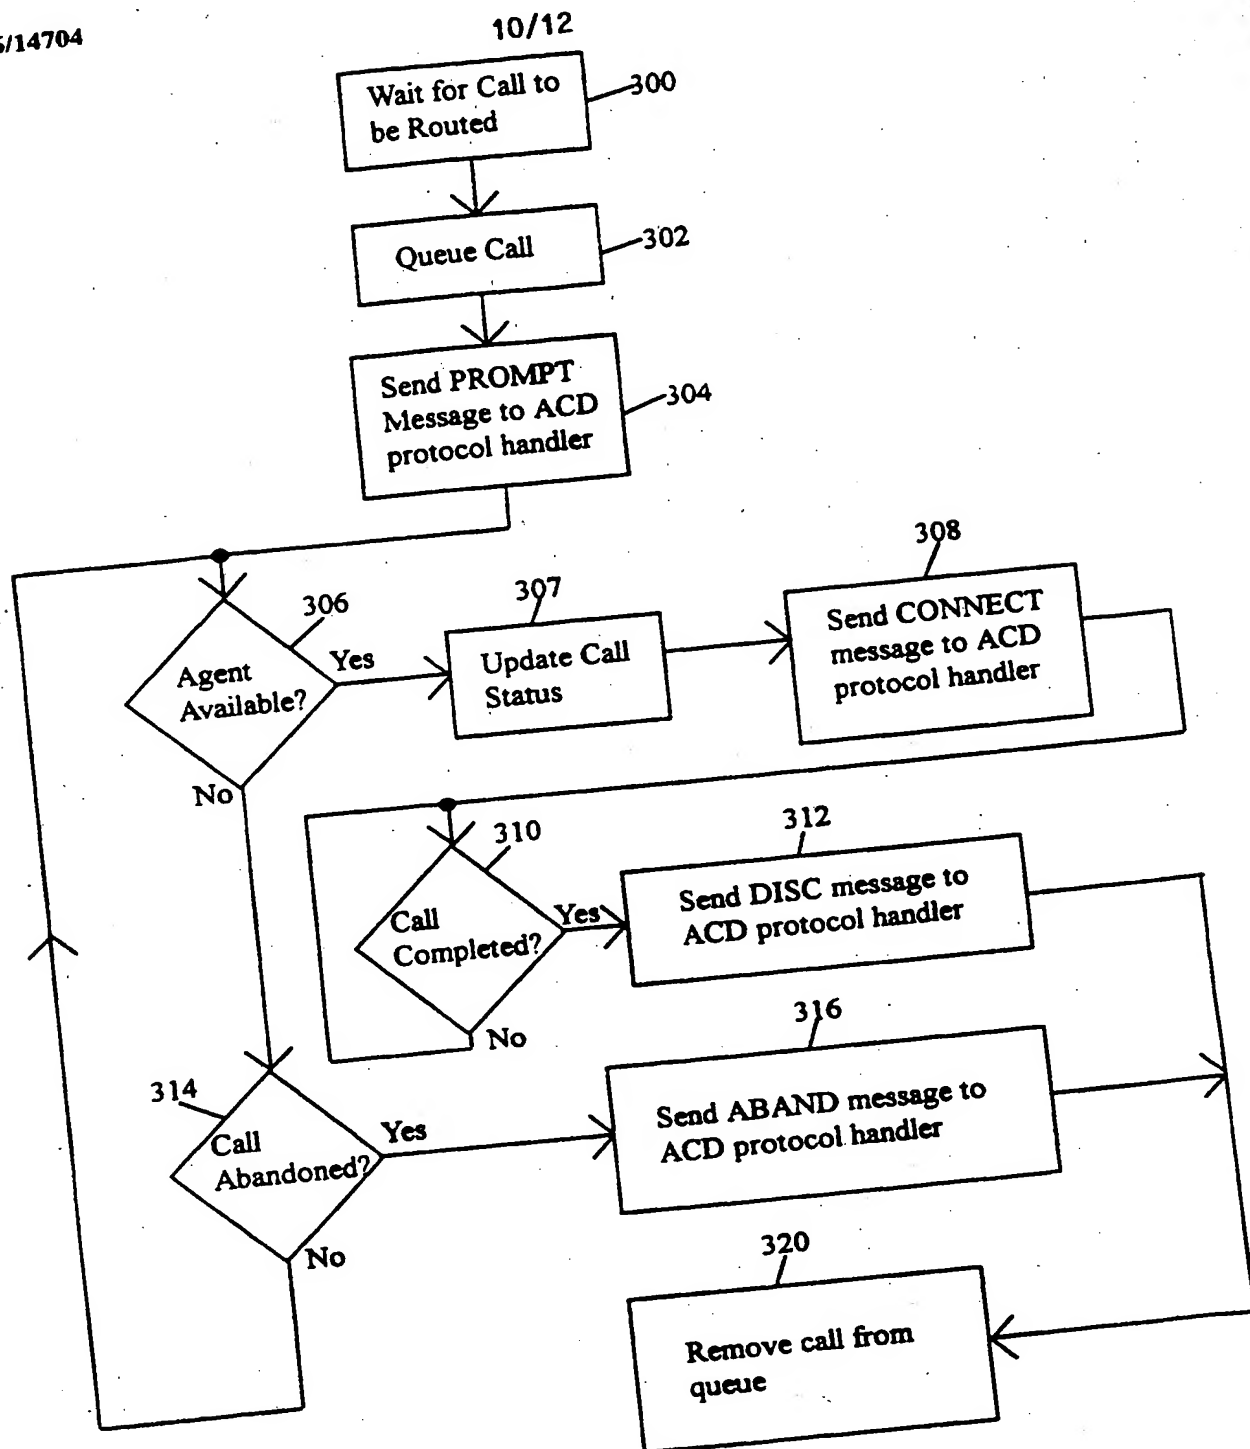 10/12
Wait for Call to
be Routed
300
Queue Call
302
Send PROMPT
Message to ACD
protocol handler
304
306
Agent
Available?
Yes
No
307
Update Call
Status
308
Send CONNECT
message to ACD
protocol handler
310
Call
Completed?
Yes
No
312
Send DISC message to
ACD protocol handler
314
Call
Abandoned?
Yes
No
316
Send ABAND message to
ACD protocol handler
320
Remove call from
queue